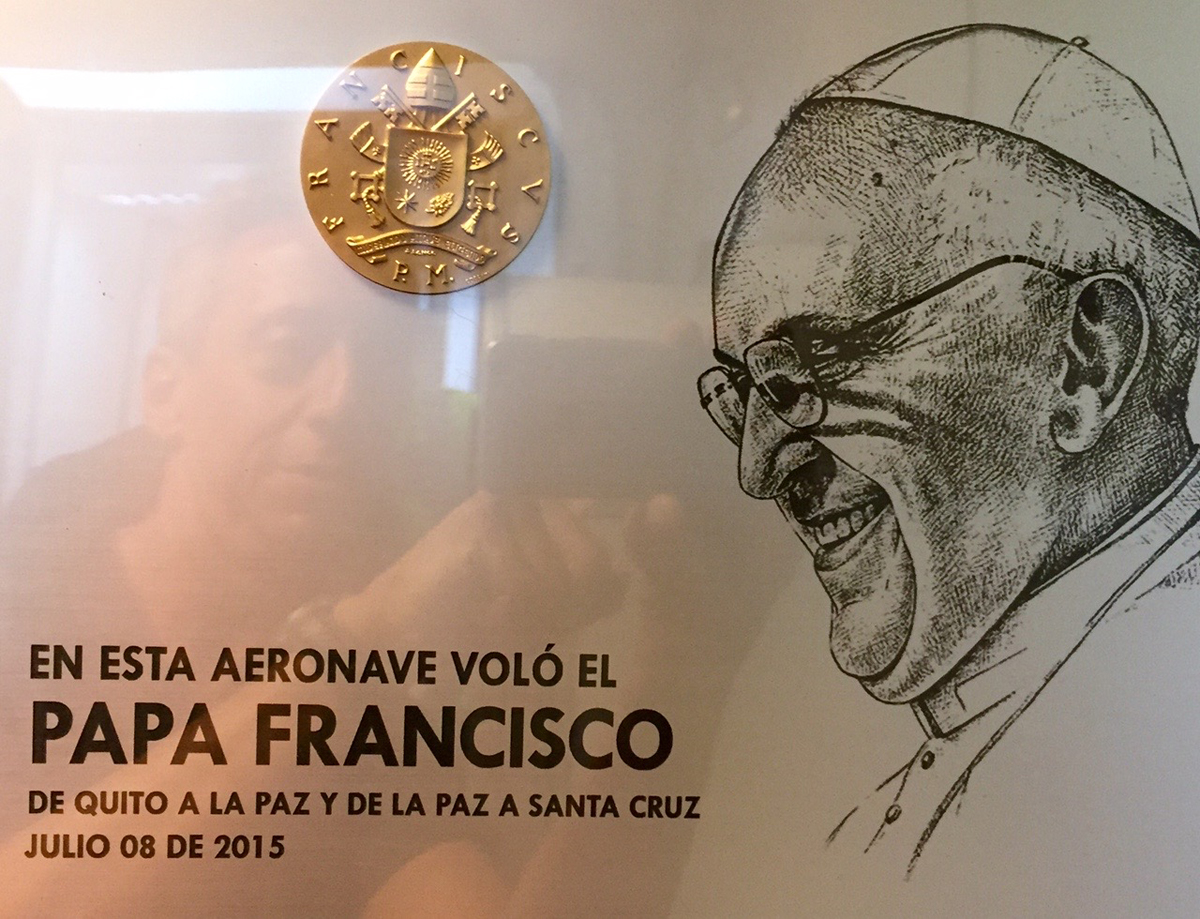 FRANCISCVS
P. M.
EN ESTA AERONAVE VOLÓ EL
PAPA FRANCISCO
DE QUITO A LA PAZ Y DE LA PAZ A SANTA CRUZ
JULIO 08 DE 2015